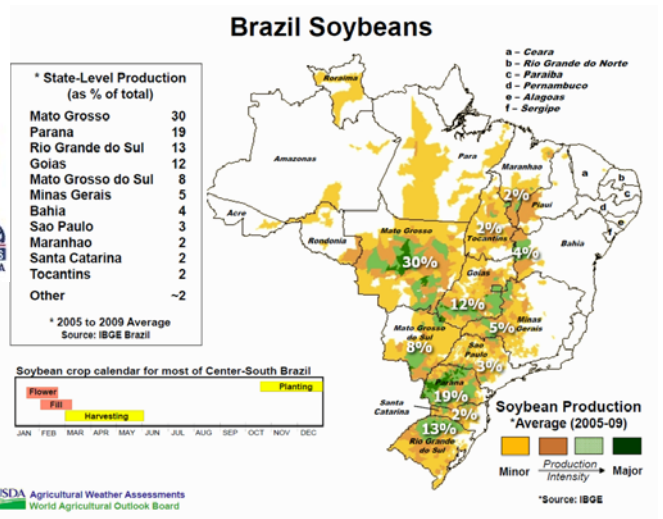 Brazil Soybeans
* State-Level Production
(as % of total)
Mato Grosso 30
Parana 19
Rio Grande do Sul 13
Goias 12
Mato Grosso do Sul 8
Minas Gerais 5
Bahia 4
Sao Paulo 3
Maranhao 2
Santa Catarina 2
Tocantins 2
Other ~2
* 2005 to 2009 Average
Source: IBGE Brazil
a – Ceara
b – Rio Grande do Norte
c – Paraiba
d – Pernambuco
e – Alagoas
f – Sergipe
Roraima
Amazonas
Para
Maranhao
a
b
c
d
e
f
2%
Piaui
Acre
Rondonia
Mato Grosso
30%
2%
Tocantins
4%
Bahia
Goias
12%
5%
Minas
Gerais
Mato Grosso
do Sul
8%
Sao
Paulo
3%
Parana
19%
Santa
Catarina
2%
13%
Rio Grande
do Sul
Soybean crop calendar for most of Center-South Brazil
Planting
Flower
Fill
Harvesting
JAN FEB MAR APR MAY JUN JUL AUG SEP OCT NOV DEC
Soybean Production
*Average (2005-09)
Minor Production Intensity Major
*Source: IBGE
USDA Agricultural Weather Assessments
World Agricultural Outlook Board